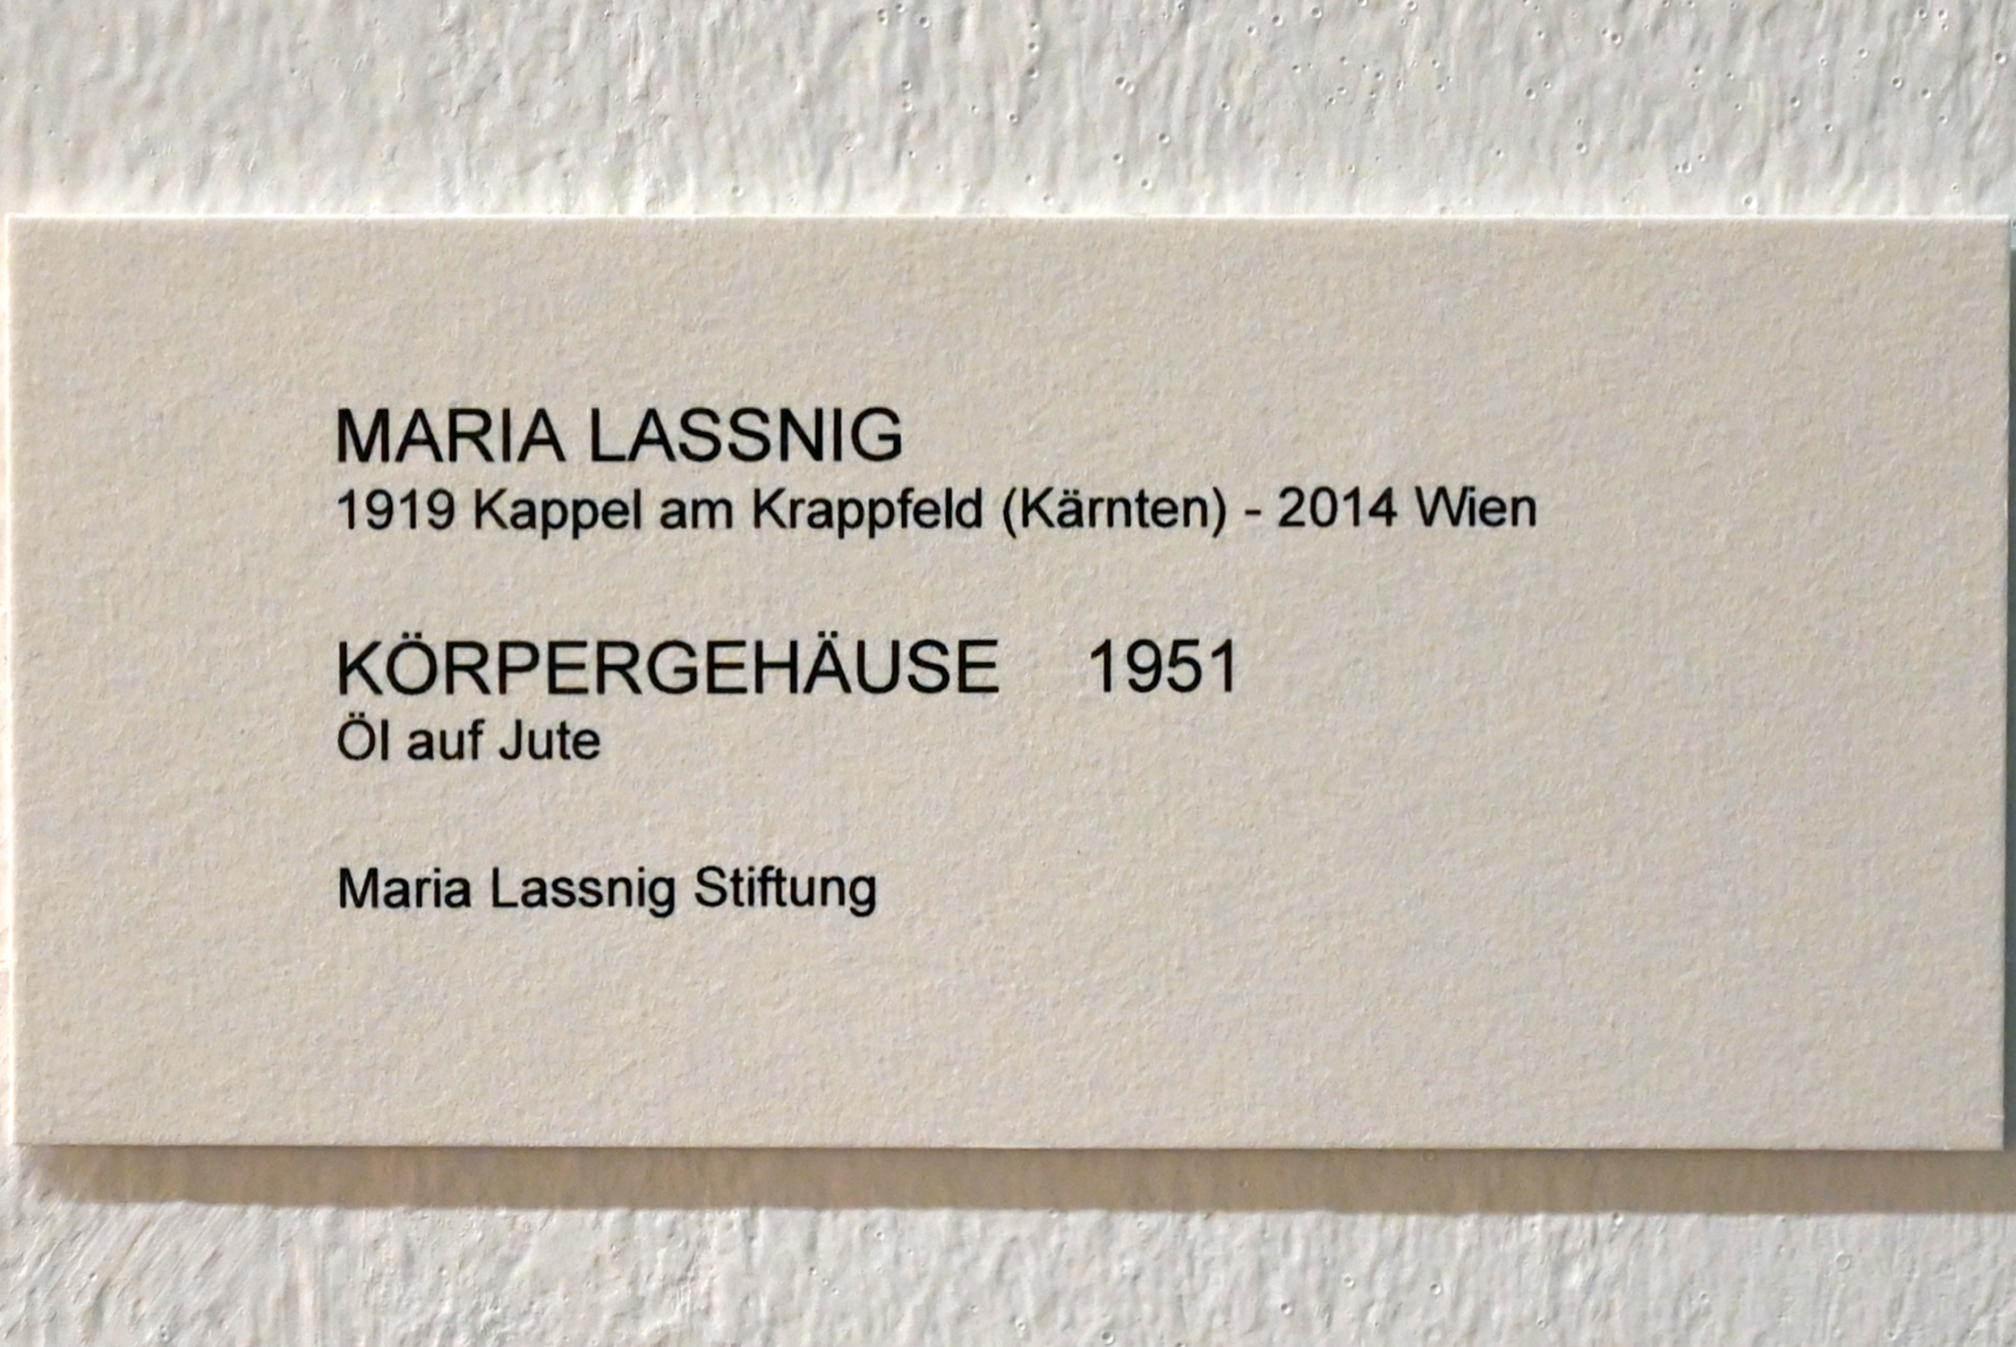 MARIA LASSNIG
1919 Kappel am Krappfeld (Kärnten) - 2014 Wien
KÖRPERGEHÄUSE 1951
Öl auf Jute
Maria Lassnig Stiftung